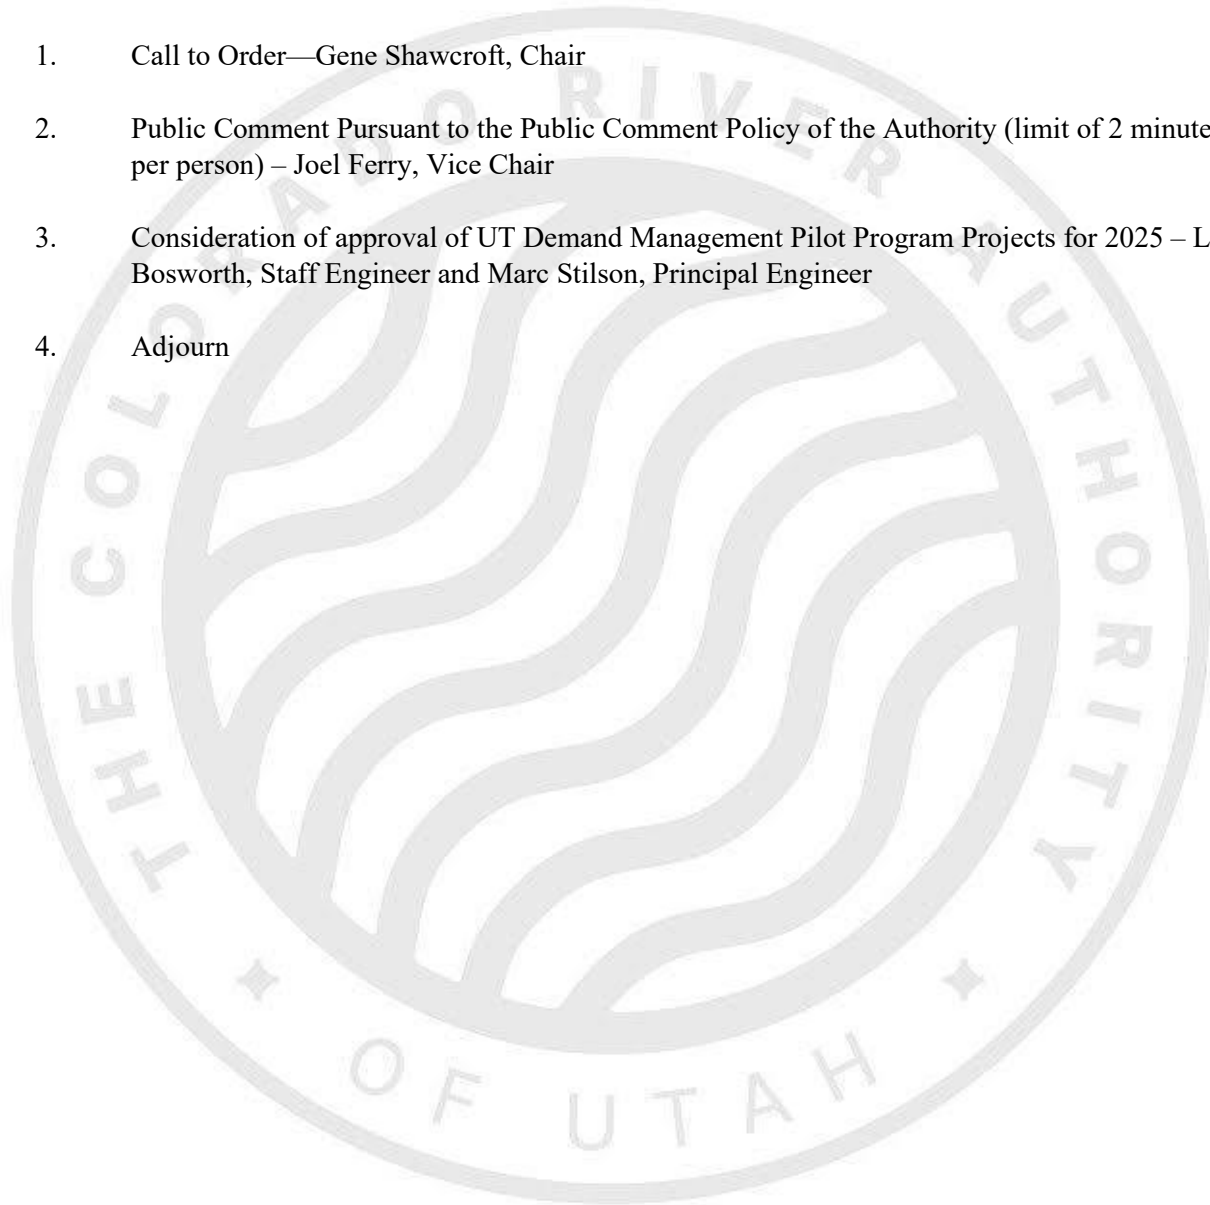 1. Call to Order—Gene Shawcroft, Chair
2. Public Comment Pursuant to the Public Comment Policy of the Authority (limit of 2 minute
per person) – Joel Ferry, Vice Chair
3. Consideration of approval of UT Demand Management Pilot Program Projects for 2025 – L
Bosworth, Staff Engineer and Marc Stilson, Principal Engineer
4. Adjourn
THE COLORADO RIVER AUTHORITY
OF UTAH